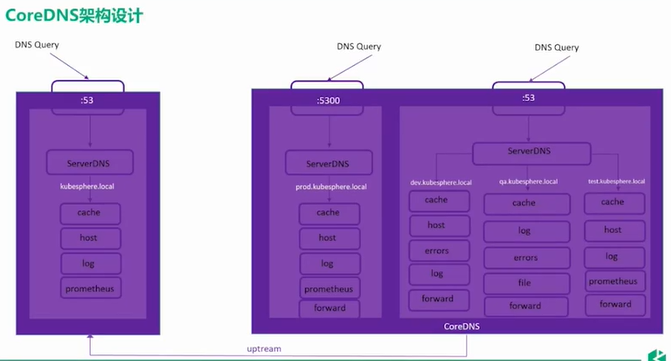 CoreDNS架构设计
DNS Query
DNS Query
DNS Query
:53
ServerDNS
kubesphere.local
cache
host
log
prometheus
:5300
ServerDNS
prod.kubesphere.local
cache
host
log
prometheus
forward
:53
ServerDNS
dev.kubesphere.local
cache
host
errors
log
forward
qa.kubesphere.local
cache
log
errors
file
forward
test.kubesphere.local
cache
host
log
prometheus
forward
CoreDNS
uptream